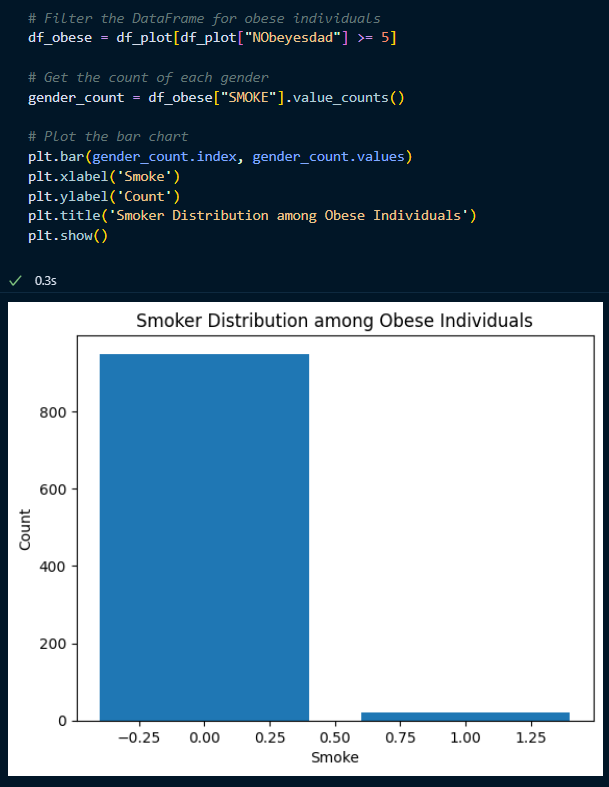 # Filter the DataFrame for obese individuals
df_obese = df_plot[df_plot["NObeyesdad"] >= 5]
# Get the count of each gender
gender_count = df_obese["SMOKE"].value_counts()
# Plot the bar chart
plt.bar(gender_count.index, gender_count.values)
plt.xlabel('Smoke')
plt.ylabel('Count')
plt.title('Smoker Distribution among Obese Individuals')
plt.show()
0.3s
Smoker Distribution among Obese Individuals
800
600
400
200
0
Count
−0.25 0.00 0.25 0.50 0.75 1.00 1.25
Smoke